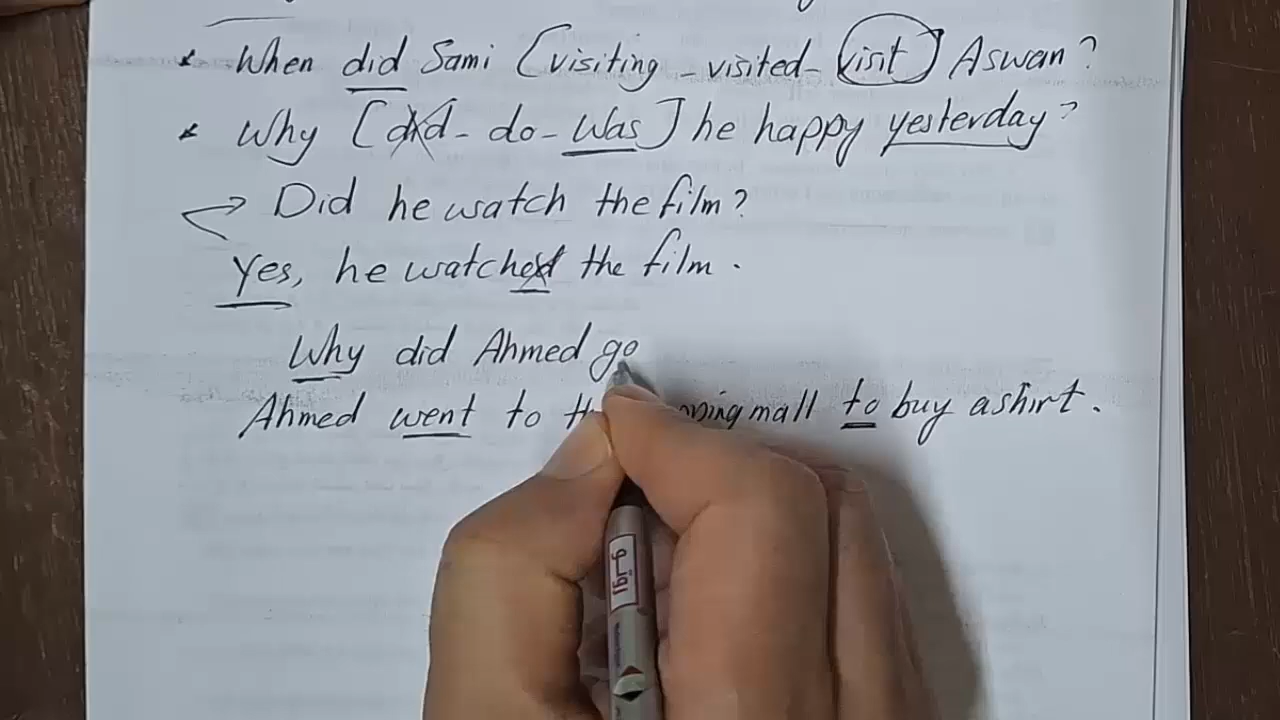 * When did Sami [visiting - visited - visit] Aswan?
* Why [did - do - was] he happy yesterday?
Did he watch the film?
Yes, he watched the film.
Why did Ahmed go
Ahmed went to mall to buy a shirt.